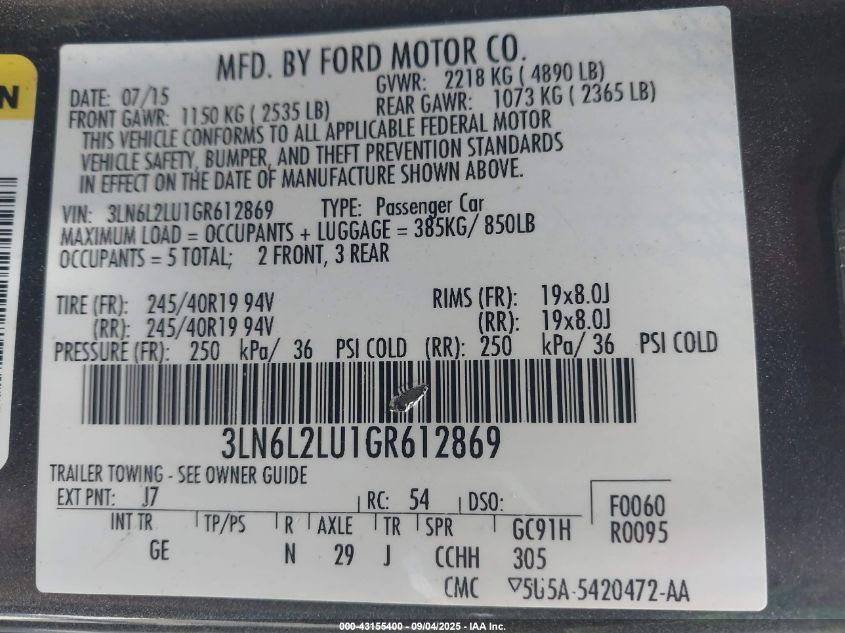 MFD. BY FORD MOTOR CO.
DATE: 07/15 GVWR: 2218 KG ( 4890 LB)
FRONT GAWR: 1150 KG ( 2535 LB) REAR GAWR: 1073 KG ( 2365 LB)
THIS VEHICLE CONFORMS TO ALL APPLICABLE FEDERAL MOTOR
VEHICLE SAFETY, BUMPER, AND THEFT PREVENTION STANDARDS
IN EFFECT ON THE DATE OF MANUFACTURE SHOWN ABOVE.
VIN: 3LN6L2LU1GR612869 TYPE: Passenger Car
MAXIMUM LOAD = OCCUPANTS + LUGGAGE = 385KG/ 850LB
OCCUPANTS = 5 TOTAL; 2 FRONT, 3 REAR
TIRE (FR): 245/40R19 94V RIMS (FR): 19x8.0J
(RR): 245/40R19 94V (RR): 19x8.0J
PRESSURE (FR): 250 kPa/ 36 PSI COLD (RR): 250 kPa/ 36 PSI COLD
3LN6L2LU1GR612869
TRAILER TOWING - SEE OWNER GUIDE
EXT PNT: J7 RC: 54 DSO: F0060
INT TR TP/PS R AXLE TR SPR GC91H R0095
GE N 29 J CCHH 305
CMC ▽5U5A-5420472-AA
N
000-43155400 - 09/04/2025 - IAA Inc.